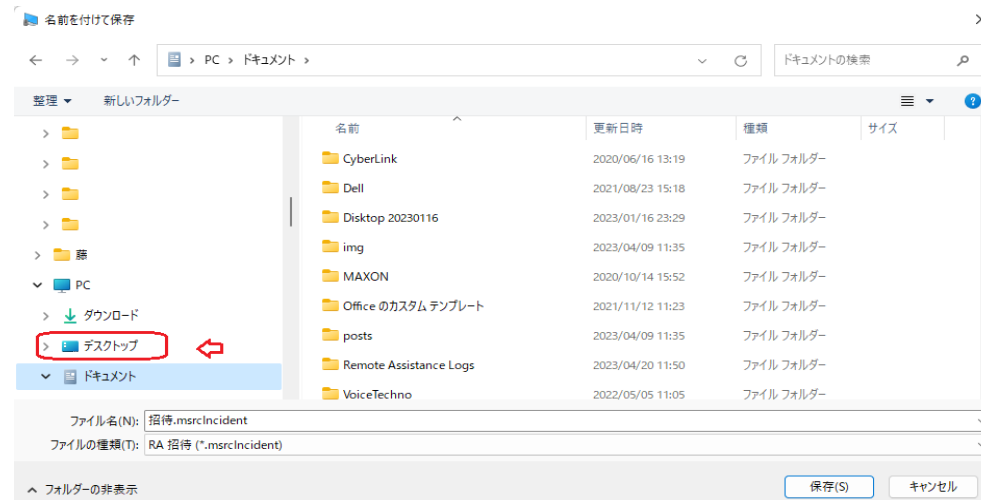 名前を付けて保存
PC › ドキュメント ›
ドキュメントの検索
整理
新しいフォルダー
?
名前 更新日時 種類 サイズ
藤
PC
ダウンロード
デスクトップ
ドキュメント
CyberLink 2020/06/16 13:19 ファイル フォルダー
Dell 2021/08/23 15:18 ファイル フォルダー
Disktop 20230116 2023/01/16 23:29 ファイル フォルダー
img 2023/04/09 11:35 ファイル フォルダー
MAXON 2020/10/14 15:52 ファイル フォルダー
Office のカスタム テンプレート 2021/11/12 11:23 ファイル フォルダー
posts 2023/04/09 11:35 ファイル フォルダー
Remote Assistance Logs 2023/04/20 11:50 ファイル フォルダー
VoiceTechno 2022/05/05 11:05 ファイル フォルダー
ファイル名(N): 招待.msrcIncident
ファイルの種類(T): RA 招待 (*.msrcIncident)
フォルダーの非表示
保存(S)
キャンセル